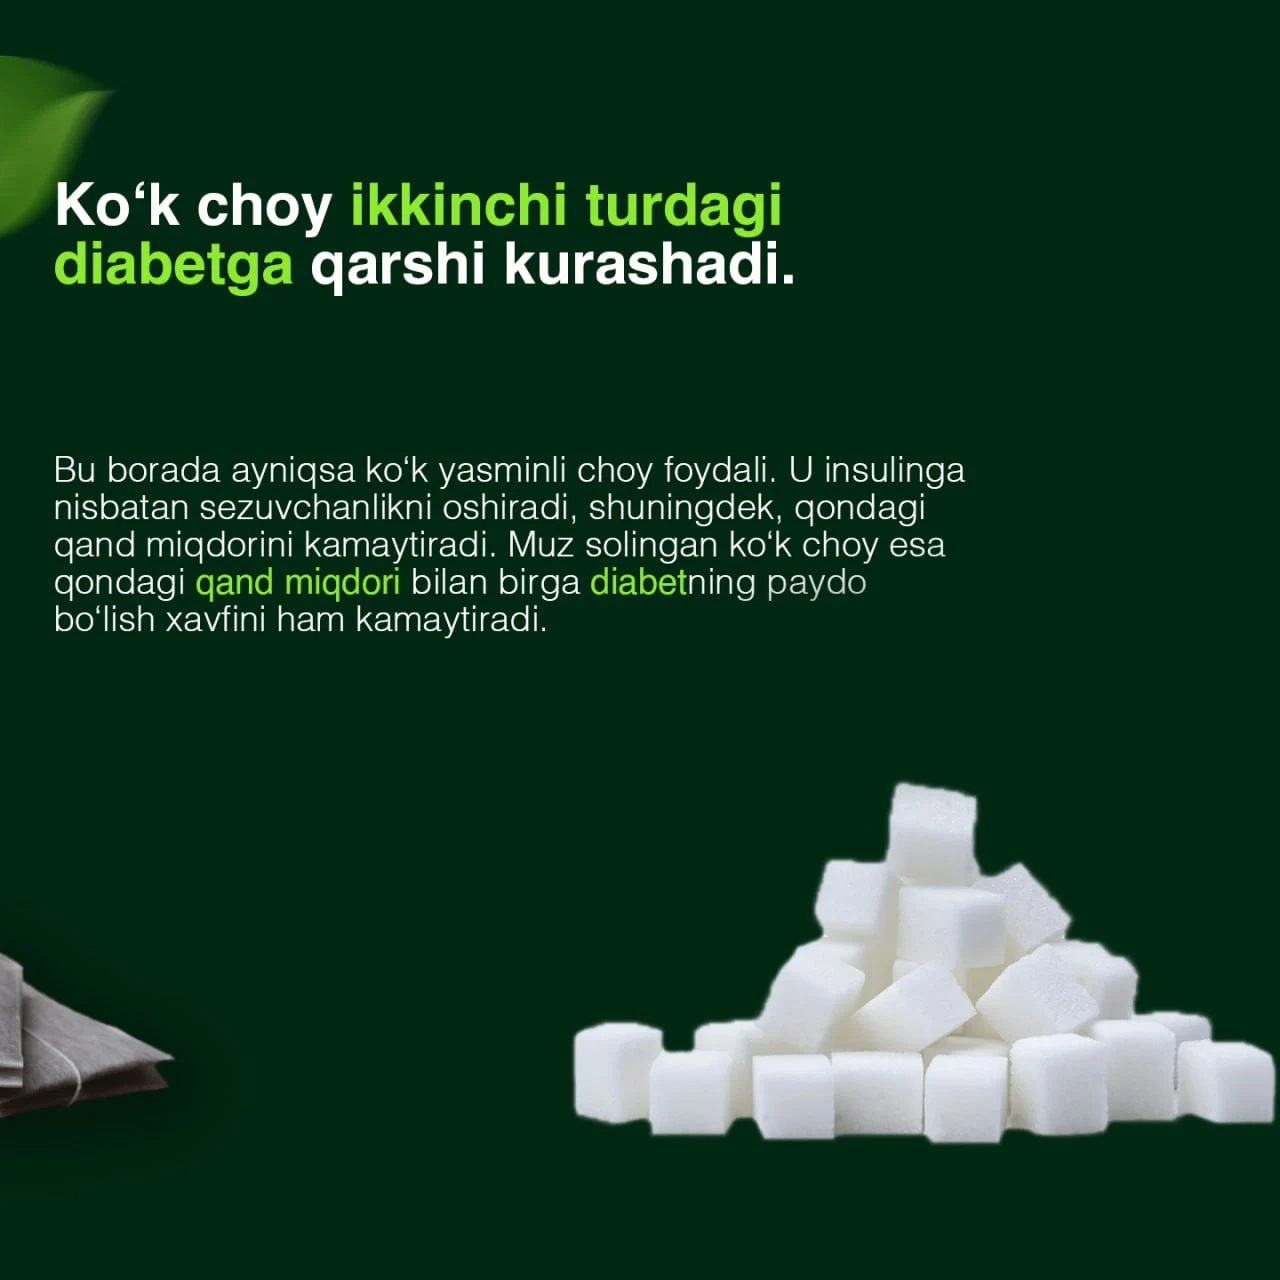 Ko‘k choy ikkinchi turdagi
diabetga qarshi kurashadi.
Bu borada ayniqsa ko‘k yasminli choy foydali. U insulinga
nisbatan sezuvchanlikni oshiradi, shuningdek, qondagi
qand miqdorini kamaytiradi. Muz solingan ko‘k choy esa
qondagi qand miqdori bilan birga diabetning paydo
bo‘lish xavfini ham kamaytiradi.